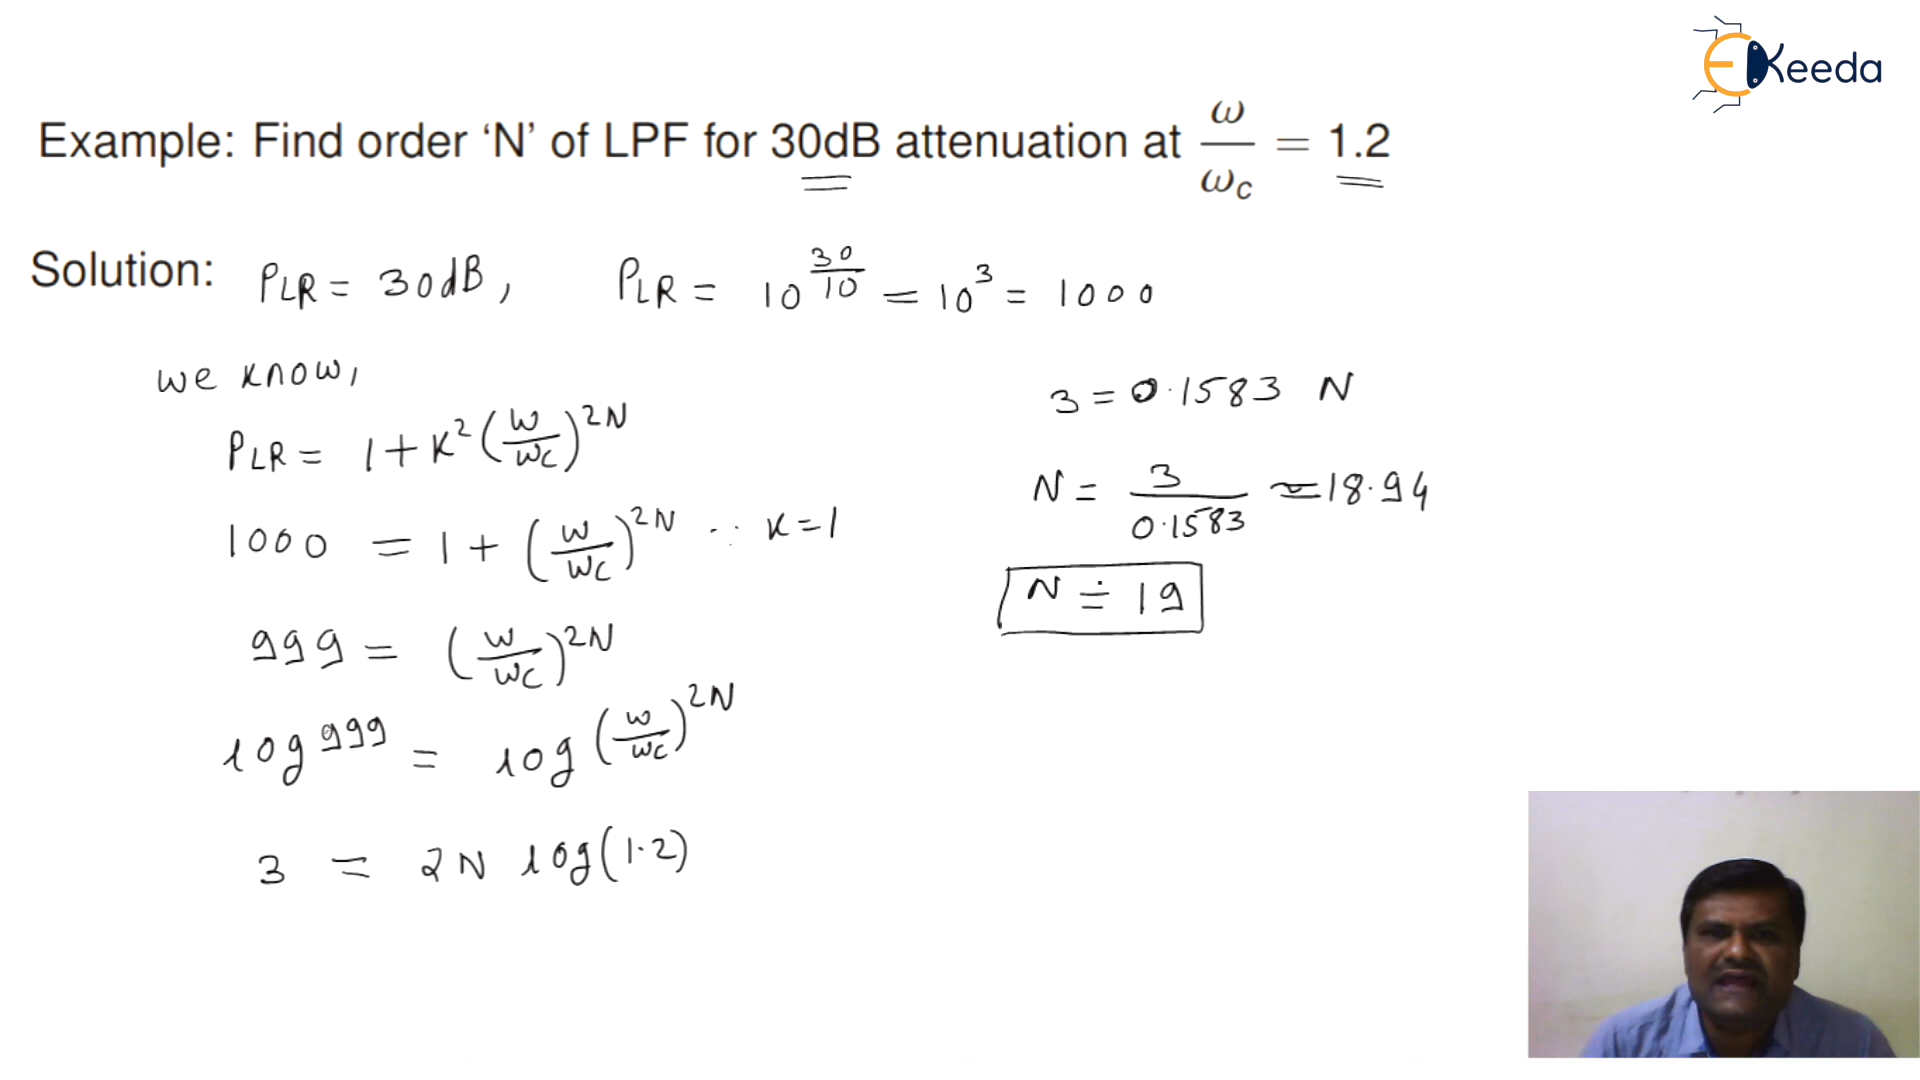 EKeeda
Example: Find order ‘N’ of LPF for 30dB attenuation at ω/ωc = 1.2
Solution: PLR = 30dB, PLR = 10^(30/10) = 10^3 = 1000
we know,
PLR = 1 + K^2 (w/wc)^2N
1000 = 1 + (w/wc)^2N ∵ K=1
999 = (w/wc)^2N
log 999 = log (w/wc)^2N
3 = 2N log(1.2)
3 = 0.1583 N
N = 3/0.1583 ≃ 18.94
N ≐ 19